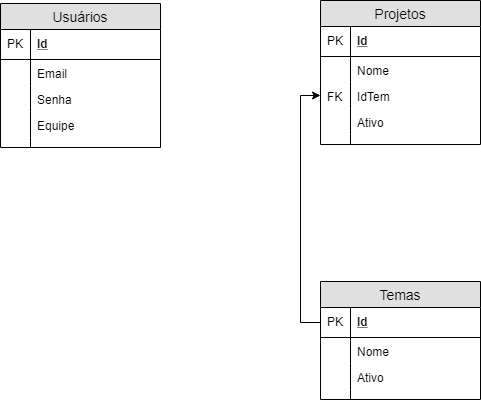 Usuários
PK Id
Email
Senha
Equipe
Projetos
PK Id
Nome
FK IdTem
Ativo
Temas
PK Id
Nome
Ativo